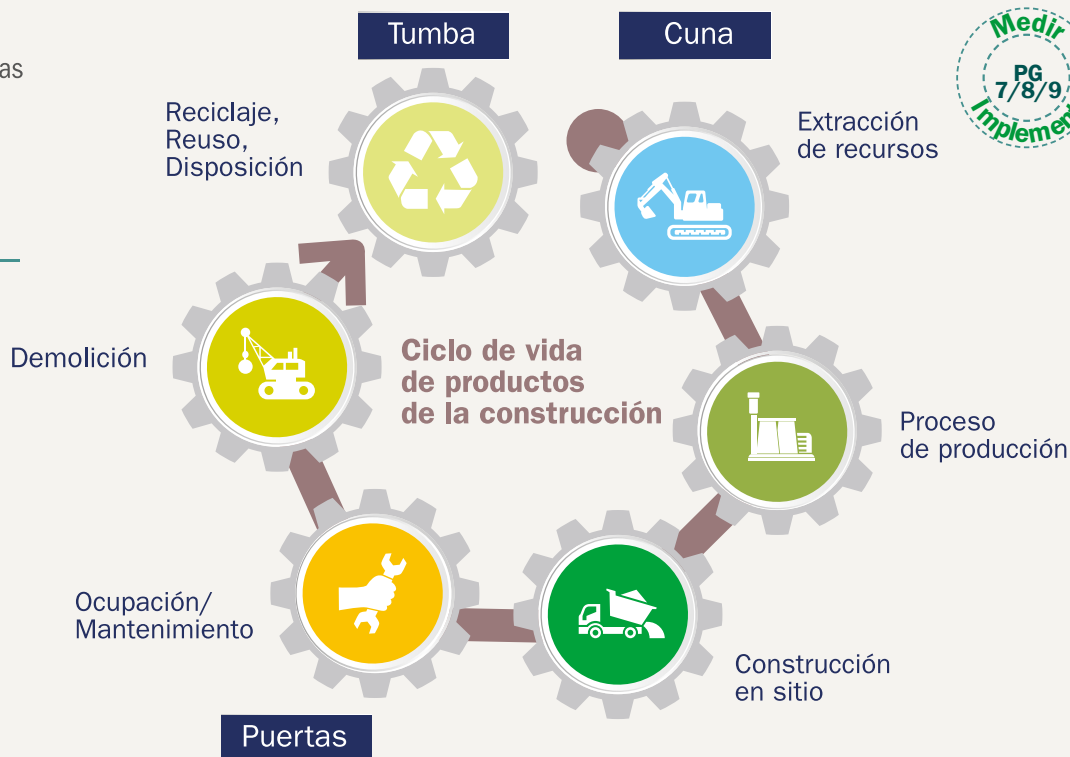 Tumba
Cuna
Medir
PG
7/8/9
as
Reciclaje,
Reuso,
Disposición
Extracción
de recursos
Demolición
Ciclo de vida
de productos
de la construcción
Proceso
de producción
Ocupación/
Mantenimiento
Construcción
en sitio
Puertas